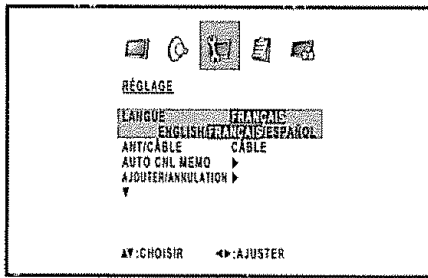 RÉGLAGE
LANGUE FRANÇAIS
ENGLISH/FRANÇAIS/ESPAÑOL
ANT/CÂBLE CÂBLE
AUTO CNL MEMO ▶
AJOUTER/ANNULATION ▶
▼
▲▼:CHOISIR ◀▶:AJUSTER